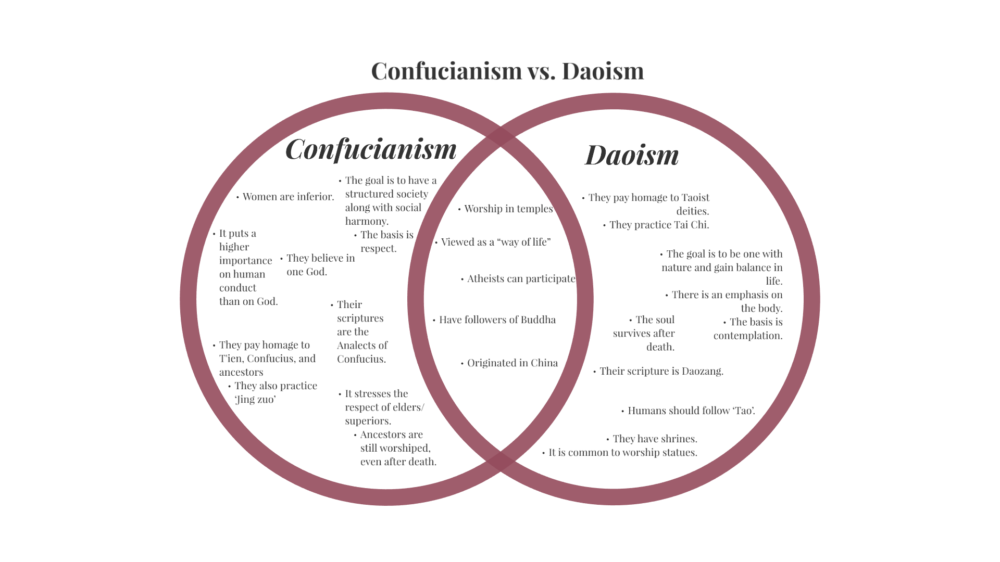 Confucianism vs. Daoism
Confucianism
• The goal is to have a
structured society
along with social
harmony.
• The basis is
respect.
• Women are inferior.
• It puts a
higher
importance
on human
conduct
than on God.
• They believe in
one God.
• Their
scriptures
are the
Analects of
Confucius.
• They pay homage to
T'ien, Confucius, and
ancestors
• They also practice
‘Jing zuo’
• It stresses the
respect of elders/
superiors.
• Ancestors are
still worshiped,
even after death.
• Worship in temples
• Viewed as a “way of life”
• Atheists can participate
• Have followers of Buddha
• Originated in China
Daoism
• They pay homage to Taoist
deities.
• They practice Tai Chi.
• The goal is to be one with
nature and gain balance in
life.
• There is an emphasis on
the body.
• The basis is
contemplation.
• The soul
survives after
death.
• Their scripture is Daozang.
• Humans should follow ‘Tao’.
• They have shrines.
• It is common to worship statues.